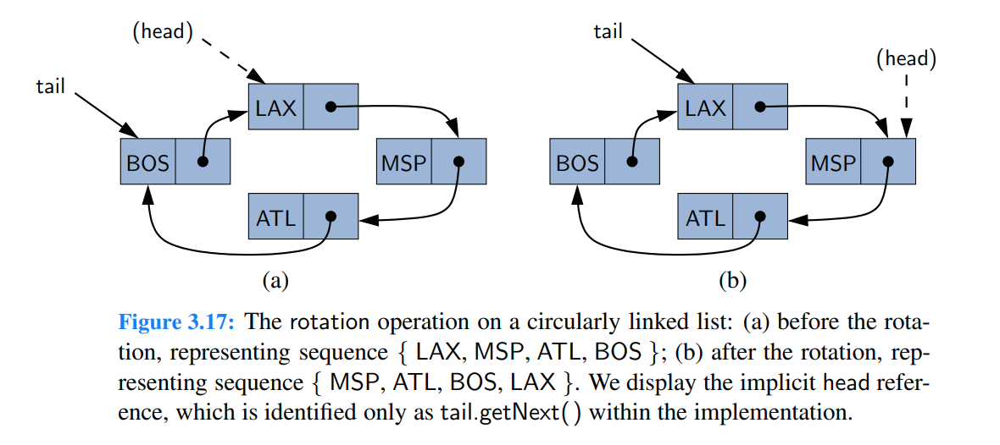 (head)
tail
LAX
BOS
MSP
ATL
(a)
tail
(head)
LAX
BOS
MSP
ATL
(b)
Figure 3.17: The rotation operation on a circularly linked list: (a) before the rota-
tion, representing sequence { LAX, MSP, ATL, BOS }; (b) after the rotation, rep-
resenting sequence { MSP, ATL, BOS, LAX }. We display the implicit head refer-
ence, which is identified only as tail.getNext() within the implementation.